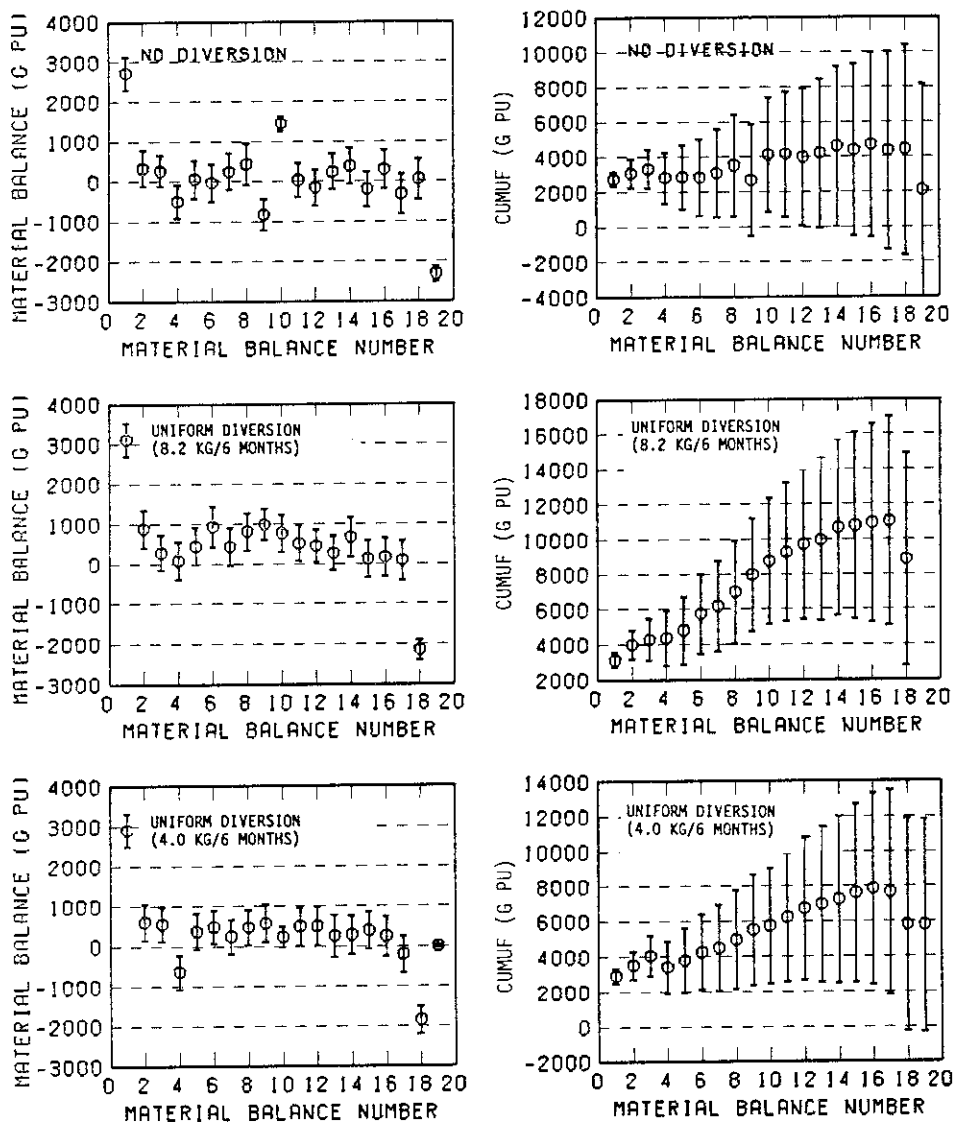 MATERIAL BALANCE (G PU)
4000
3000
2000
1000
0
-1000
-2000
-3000
NO DIVERSION
0 2 4 6 8 10 12 14 16 18 20
MATERIAL BALANCE NUMBER
CUMUF (G PU)
12000
10000
8000
6000
4000
2000
0
-2000
-4000
NO DIVERSION
0 2 4 6 8 10 12 14 16 18 20
MATERIAL BALANCE NUMBER
MATERIAL BALANCE (G PU)
4000
3000
2000
1000
0
-1000
-2000
-3000
UNIFORM DIVERSION
(8.2 KG/6 MONTHS)
0 2 4 6 8 10 12 14 16 18 20
MATERIAL BALANCE NUMBER
CUMUF (G PU)
18000
16000
14000
12000
10000
8000
6000
4000
2000
UNIFORM DIVERSION
(8.2 KG/6 MONTHS)
0 2 4 6 8 10 12 14 16 18 20
MATERIAL BALANCE NUMBER
MATERIAL BALANCE (G PU)
4000
3000
2000
1000
0
-1000
-2000
-3000
UNIFORM DIVERSION
(4.0 KG/6 MONTHS)
0 2 4 6 8 10 12 14 16 18 20
MATERIAL BALANCE NUMBER
CUMUF (G PU)
14000
12000
10000
8000
6000
4000
2000
0
-2000
UNIFORM DIVERSION
(4.0 KG/6 MONTHS)
0 2 4 6 8 10 12 14 16 18 20
MATERIAL BALANCE NUMBER